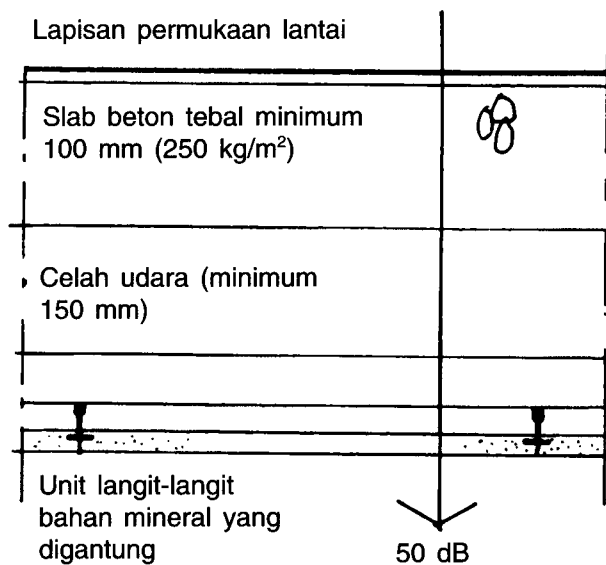 Lapisan permukaan lantai
Slab beton tebal minimum
100 mm (250 kg/m²)
Celah udara (minimum
150 mm)
Unit langit-langit
bahan mineral yang
digantung
50 dB